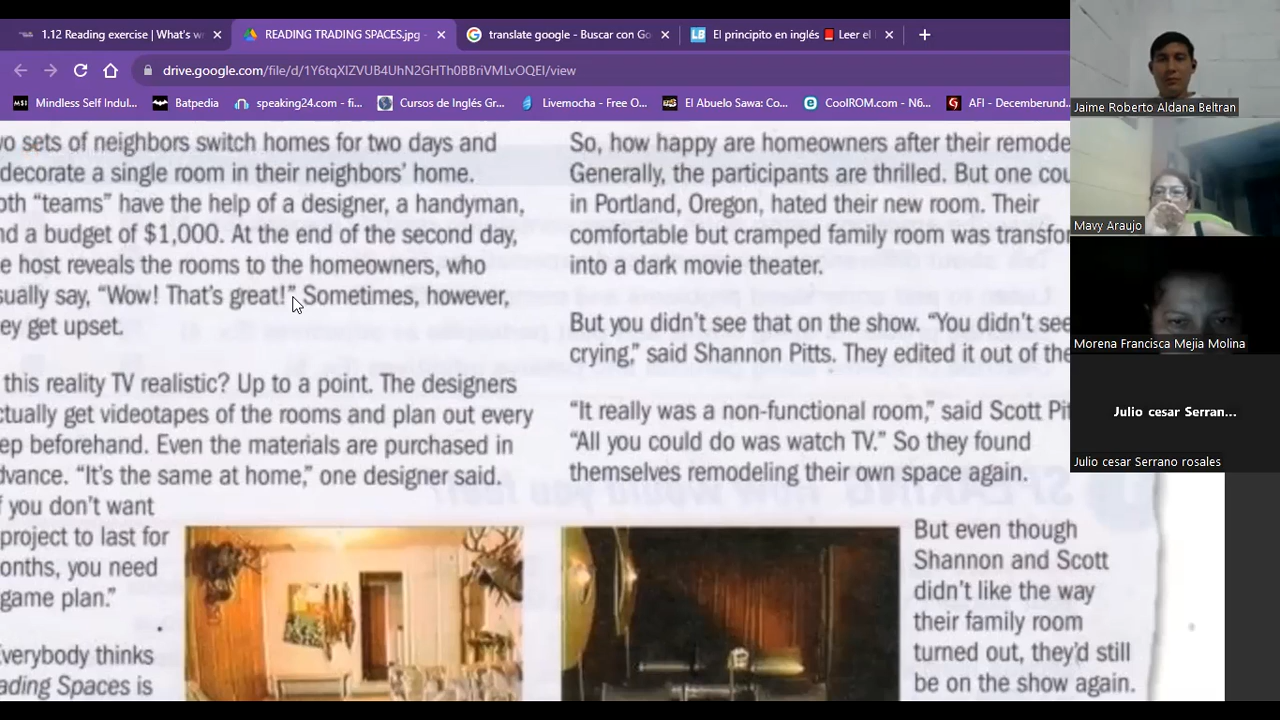 1.12 Reading exercise | What's w
READING TRADING SPACES.jpg -
translate google - Buscar con Go
El principito en inglés Leer el l
drive.google.com/file/d/1Y6tqXIZVUB4UhN2GHTh0BBriVMLvOQEI/view
Mindless Self Indul... Batpedia speaking24.com - fi... Cursos de Inglés Gr... Livemocha - Free O... El Abuelo Sawa: Co... CoolROM.com - N6... AFI - Decemberund...
wo sets of neighbors switch homes for two days and
decorate a single room in their neighbors' home.
oth "teams" have the help of a designer, a handyman,
nd a budget of $1,000. At the end of the second day,
e host reveals the rooms to the homeowners, who
sually say, "Wow! That's great!" Sometimes, however,
ey get upset.
this reality TV realistic? Up to a point. The designers
ctually get videotapes of the rooms and plan out every
ep beforehand. Even the materials are purchased in
dvance. "It's the same at home," one designer said.
f you don't want
project to last for
onths, you need
game plan."
Everybody thinks
ading Spaces is
So, how happy are homeowners after their remode
Generally, the participants are thrilled. But one cou
in Portland, Oregon, hated their new room. Their
comfortable but cramped family room was transfor
into a dark movie theater.
But you didn't see that on the show. "You didn't see
crying," said Shannon Pitts. They edited it out of the
"It really was a non-functional room," said Scott Pit
"All you could do was watch TV." So they found
themselves remodeling their own space again.
But even though
Shannon and Scott
didn't like the way
their family room
turned out, they'd still
be on the show again.
Jaime Roberto Aldana Beltran
Mavy Araujo
Morena Francisca Mejia Molina
Julio cesar Serran...
Julio cesar Serrano rosales